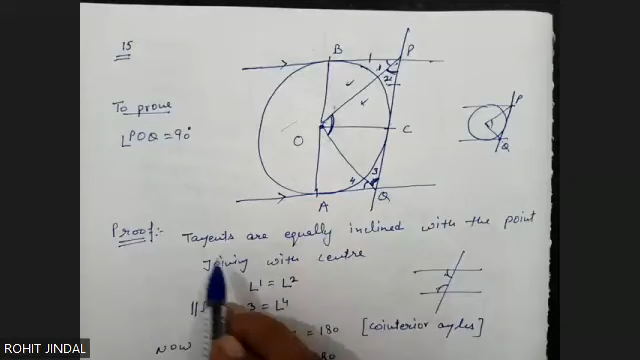 15
B
P
1
2
To prove
∠POQ = 90°
O
C
P
Q
3
4
A
Q
Proof:- Tangents are equally inclined with the point
Joining with centre
∠1 = ∠2
3 = ∠4
= 180 [cointerior angles]
NOW
ROHIT JINDAL